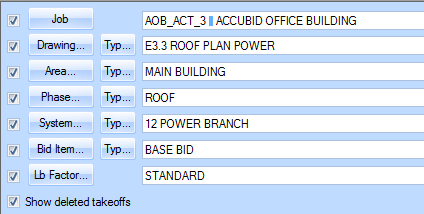 Job AOB_ACT_3 ACCUBID OFFICE BUILDING
Drawing... Typ... E3.3 ROOF PLAN POWER
Area... Typ... MAIN BUILDING
Phase... Typ... ROOF
System... Typ... 12 POWER BRANCH
Bid Item... Typ... BASE BID
Lb Factor... STANDARD
Show deleted takeoffs